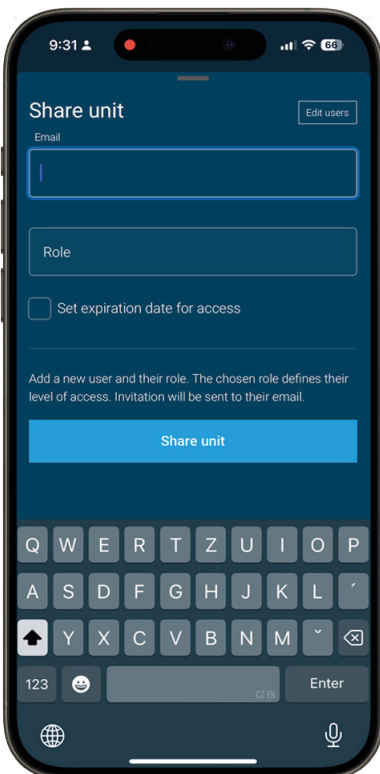 9:31
66
Share unit
Edit users
Email
Role
Set expiration date for access
Add a new user and their role. The chosen role defines their
level of access. Invitation will be sent to their email.
Share unit
Q W E R T Z U I O P
A S D F G H J K L ´
Y X C V B N M ˇ
123
CZ EN
Enter